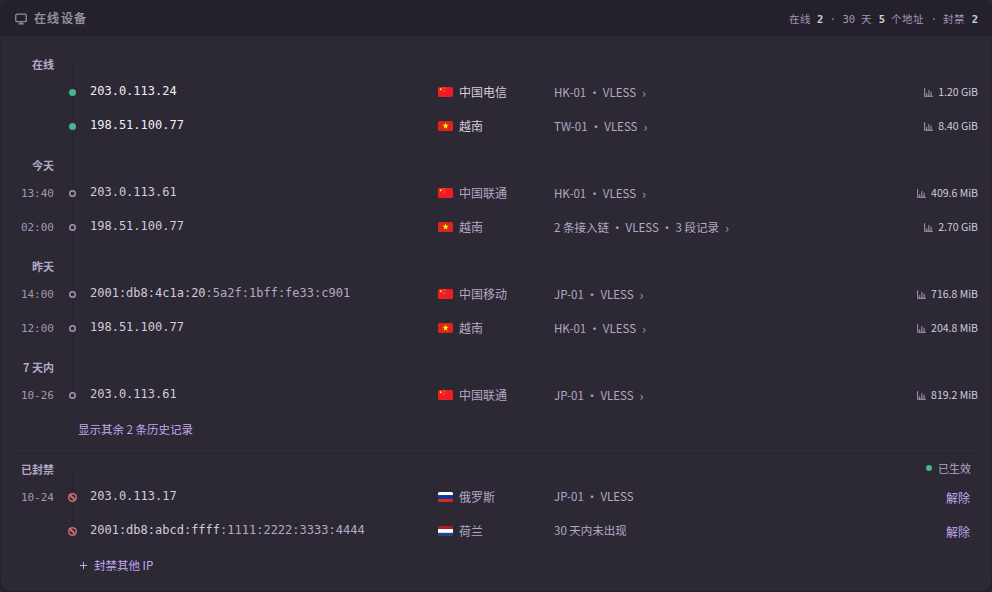 在线设备 在线 2 · 30 天 5 个地址 · 封禁 2
在线
203.0.113.24 中国电信 HK-01 • VLESS › 1.20 GiB
198.51.100.77 越南 TW-01 • VLESS › 8.40 GiB
今天
13:40 203.0.113.61 中国联通 HK-01 • VLESS › 409.6 MiB
02:00 198.51.100.77 越南 2 条接入链 • VLESS • 3 段记录 › 2.70 GiB
昨天
14:00 2001:db8:4c1a:20:5a2f:1bff:fe33:c901 中国移动 JP-01 • VLESS › 716.8 MiB
12:00 198.51.100.77 越南 HK-01 • VLESS › 204.8 MiB
7 天内
10-26 203.0.113.61 中国联通 JP-01 • VLESS › 819.2 MiB
显示其余 2 条历史记录
已封禁 已生效
10-24 203.0.113.17 俄罗斯 JP-01 • VLESS 解除
2001:db8:abcd:ffff:1111:2222:3333:4444 荷兰 30 天内未出现 解除
+ 封禁其他 IP